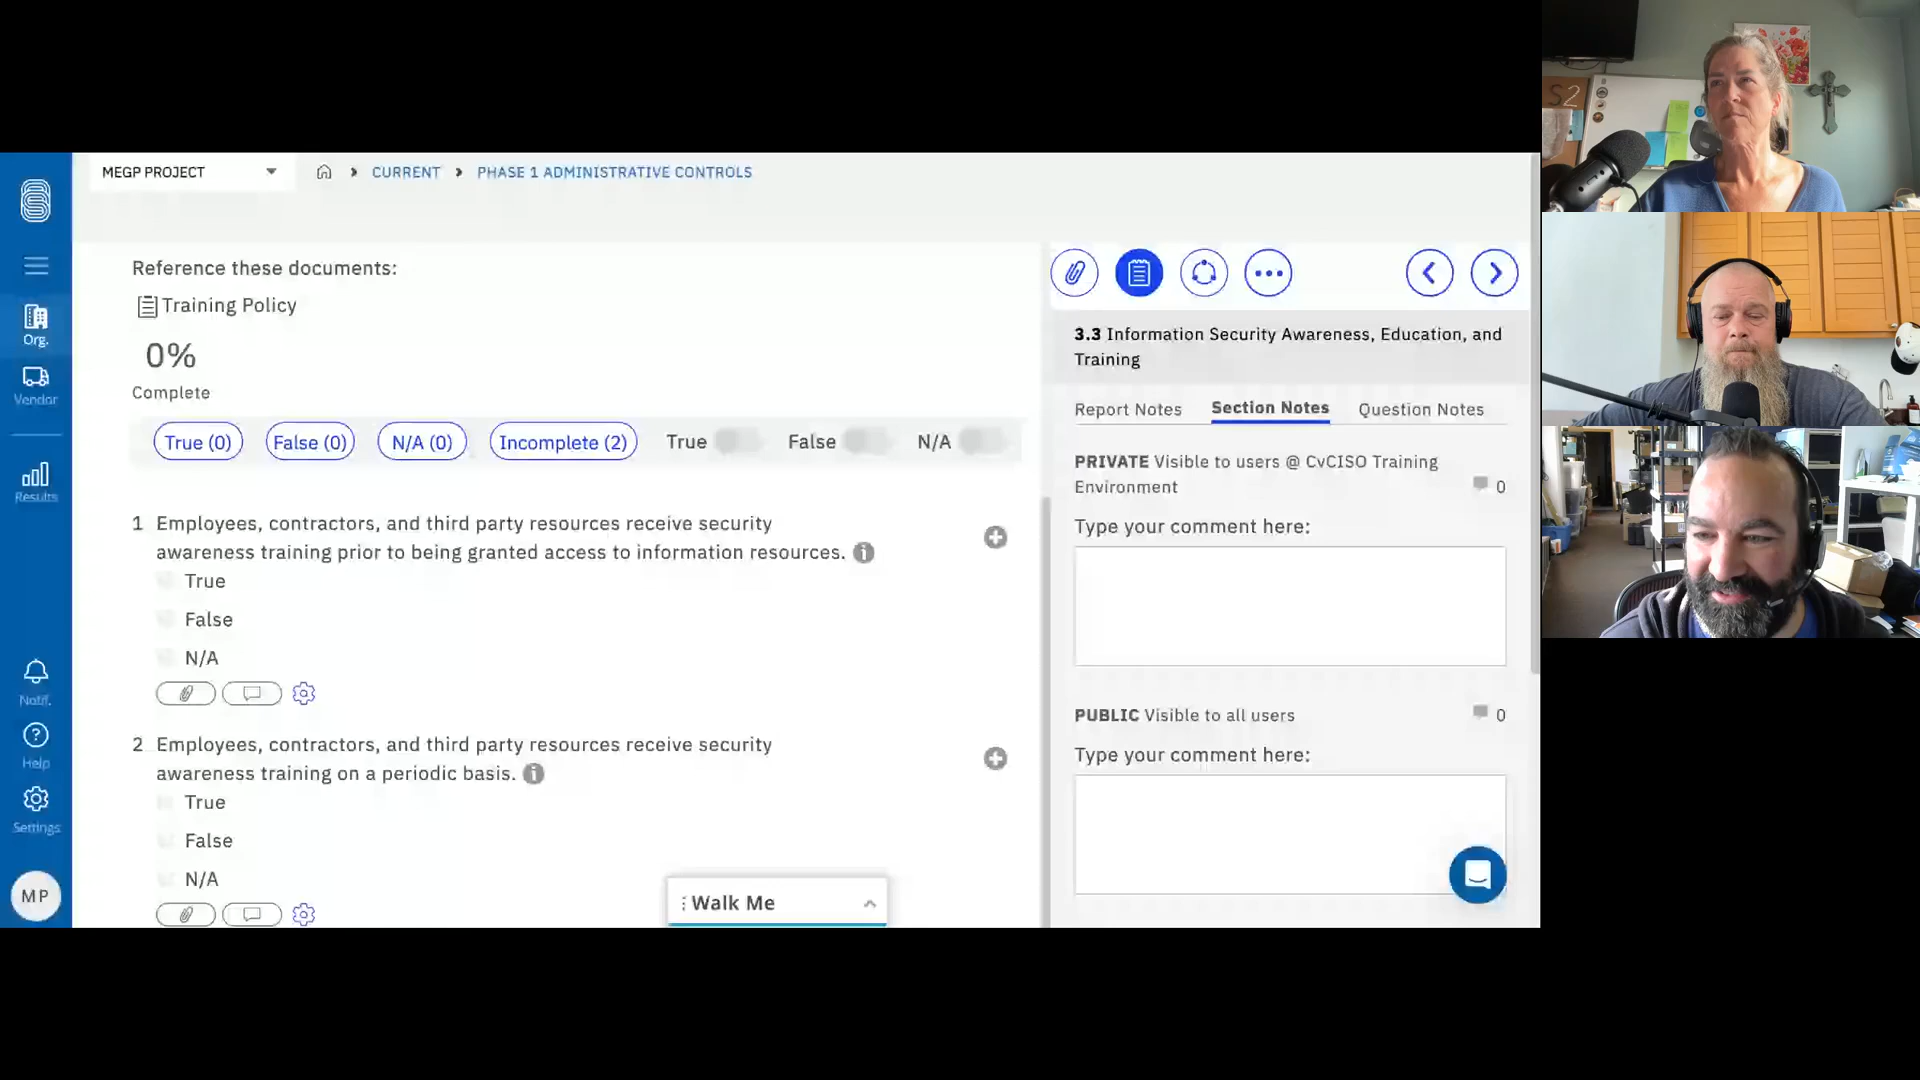 MEGP PROJECT
CURRENT
PHASE 1 ADMINISTRATIVE CONTROLS
Org.
Vendor
Results
Notif.
Help
Settings
MP
Reference these documents:
Training Policy
0%
Complete
True (0)
False (0)
N/A (0)
Incomplete (2)
True
False
N/A
1 Employees, contractors, and third party resources receive security
awareness training prior to being granted access to information resources.
True
False
N/A
2 Employees, contractors, and third party resources receive security
awareness training on a periodic basis.
True
False
N/A
Walk Me
3.3 Information Security Awareness, Education, and
Training
Report Notes
Section Notes
Question Notes
PRIVATE Visible to users @ CvCISO Training
Environment
0
Type your comment here:
PUBLIC Visible to all users
0
Type your comment here:
S2